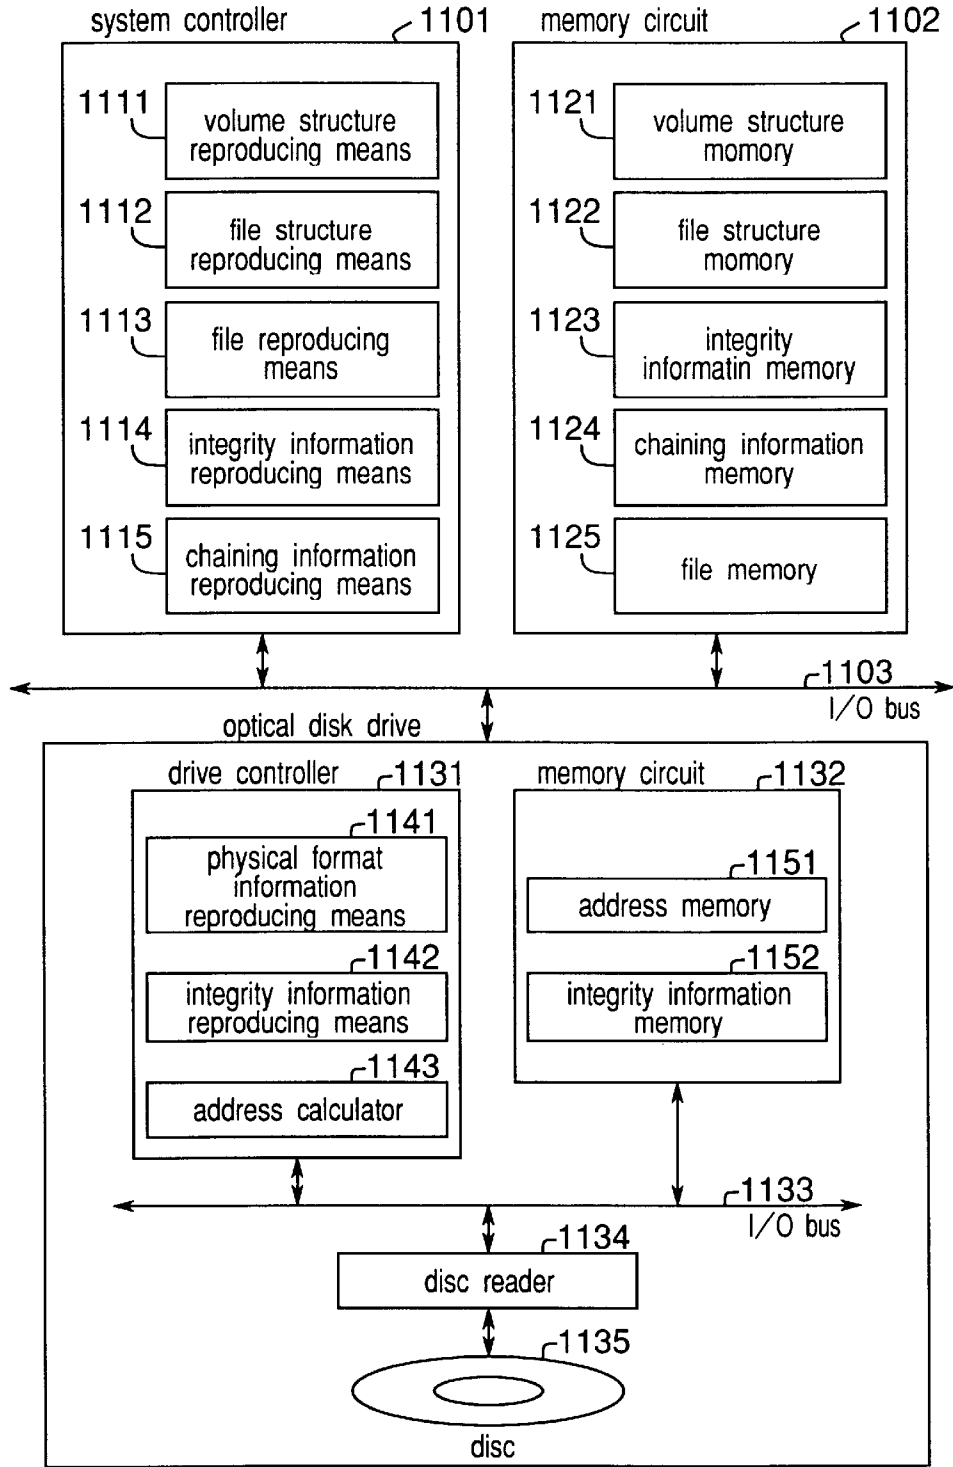 system controller
1101
memory circuit
1102
1111
volume structure
reproducing means
1112
file structure
reproducing means
1113
file reproducing
means
1114
integrity information
reproducing means
1115
chaining information
reproducing means
1121
volume structure
momory
1122
file structure
momory
1123
integrity
informatin memory
1124
chaining information
memory
1125
file memory
1103
I/O bus
optical disk drive
drive controller
1131
1141
physical format
information
reproducing means
1142
integrity information
reproducing means
1143
address calculator
memory circuit
1132
1151
address memory
1152
integrity information
memory
1133
I/O bus
1134
disc reader
1135
disc